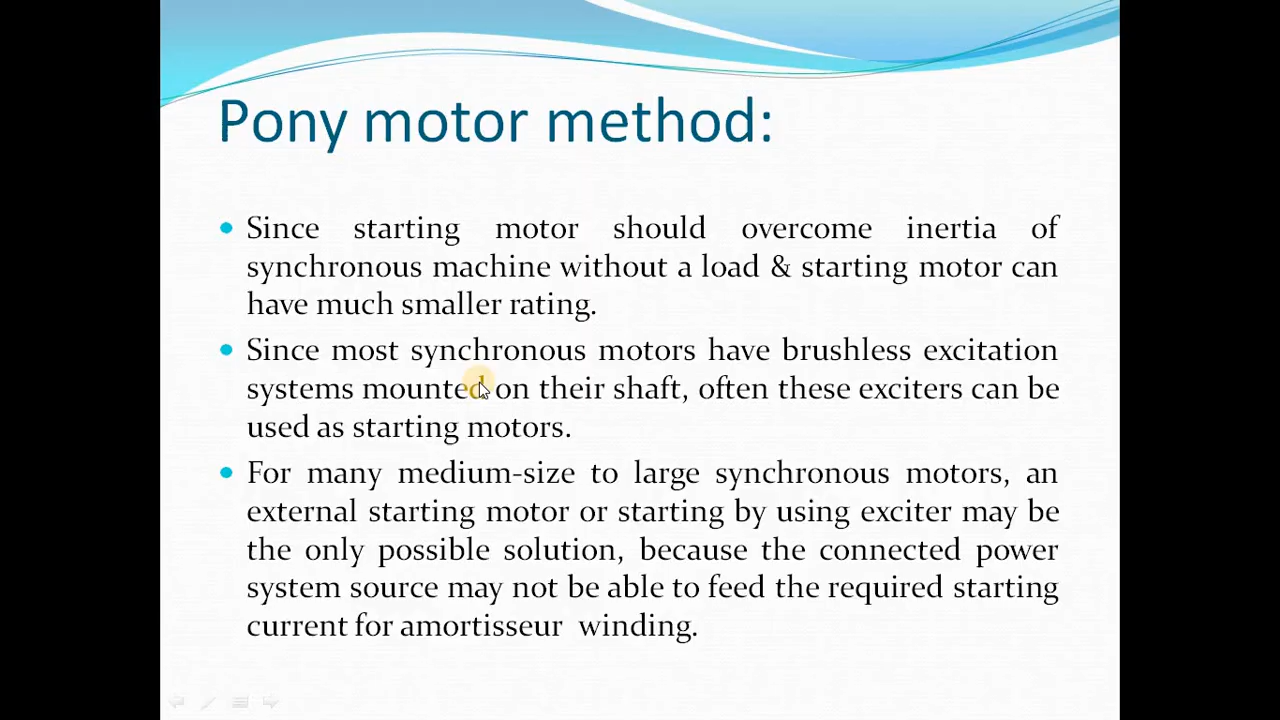 Pony motor method:
Since starting motor should overcome inertia of
synchronous machine without a load & starting motor can
have much smaller rating.
Since most synchronous motors have brushless excitation
systems mounted on their shaft, often these exciters can be
used as starting motors.
For many medium-size to large synchronous motors, an
external starting motor or starting by using exciter may be
the only possible solution, because the connected power
system source may not be able to feed the required starting
current for amortisseur  winding.